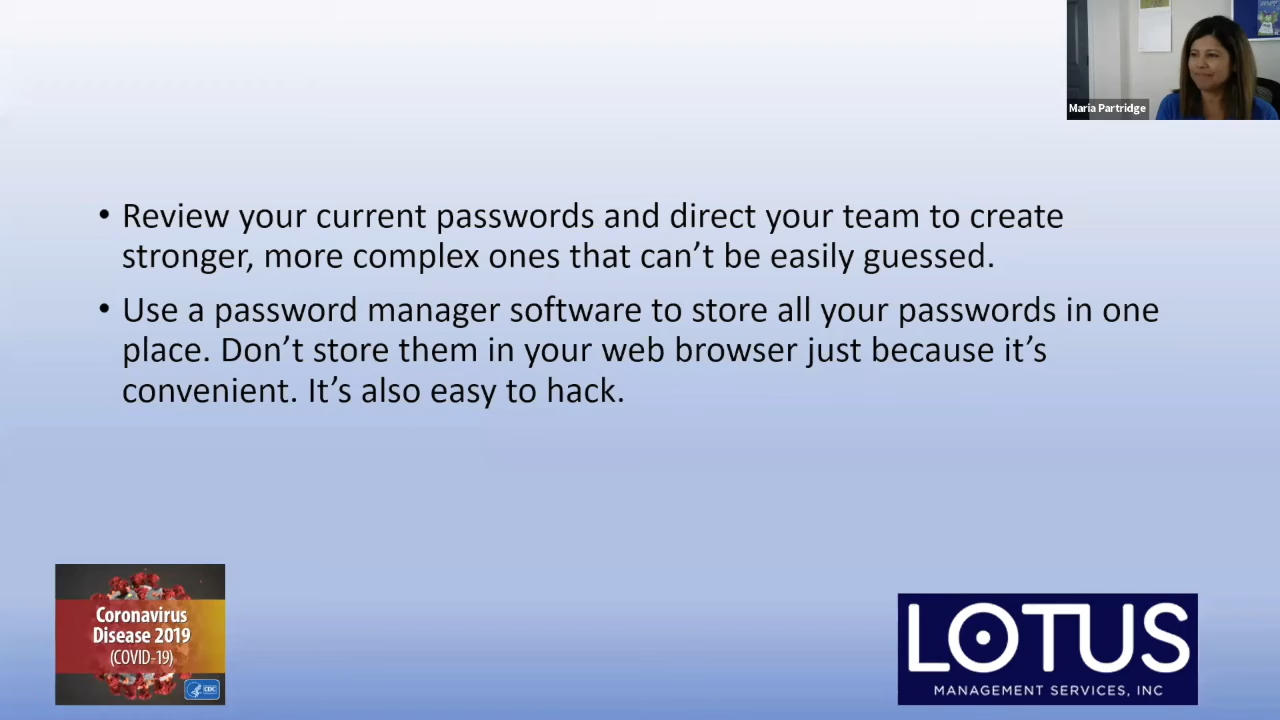 Maria Partridge
• Review your current passwords and direct your team to create
stronger, more complex ones that can’t be easily guessed.
• Use a password manager software to store all your passwords in one
place. Don’t store them in your web browser just because it’s
convenient. It’s also easy to hack.
Coronavirus
Disease 2019
(COVID-19)
CDC
LOTUS
MANAGEMENT SERVICES, INC